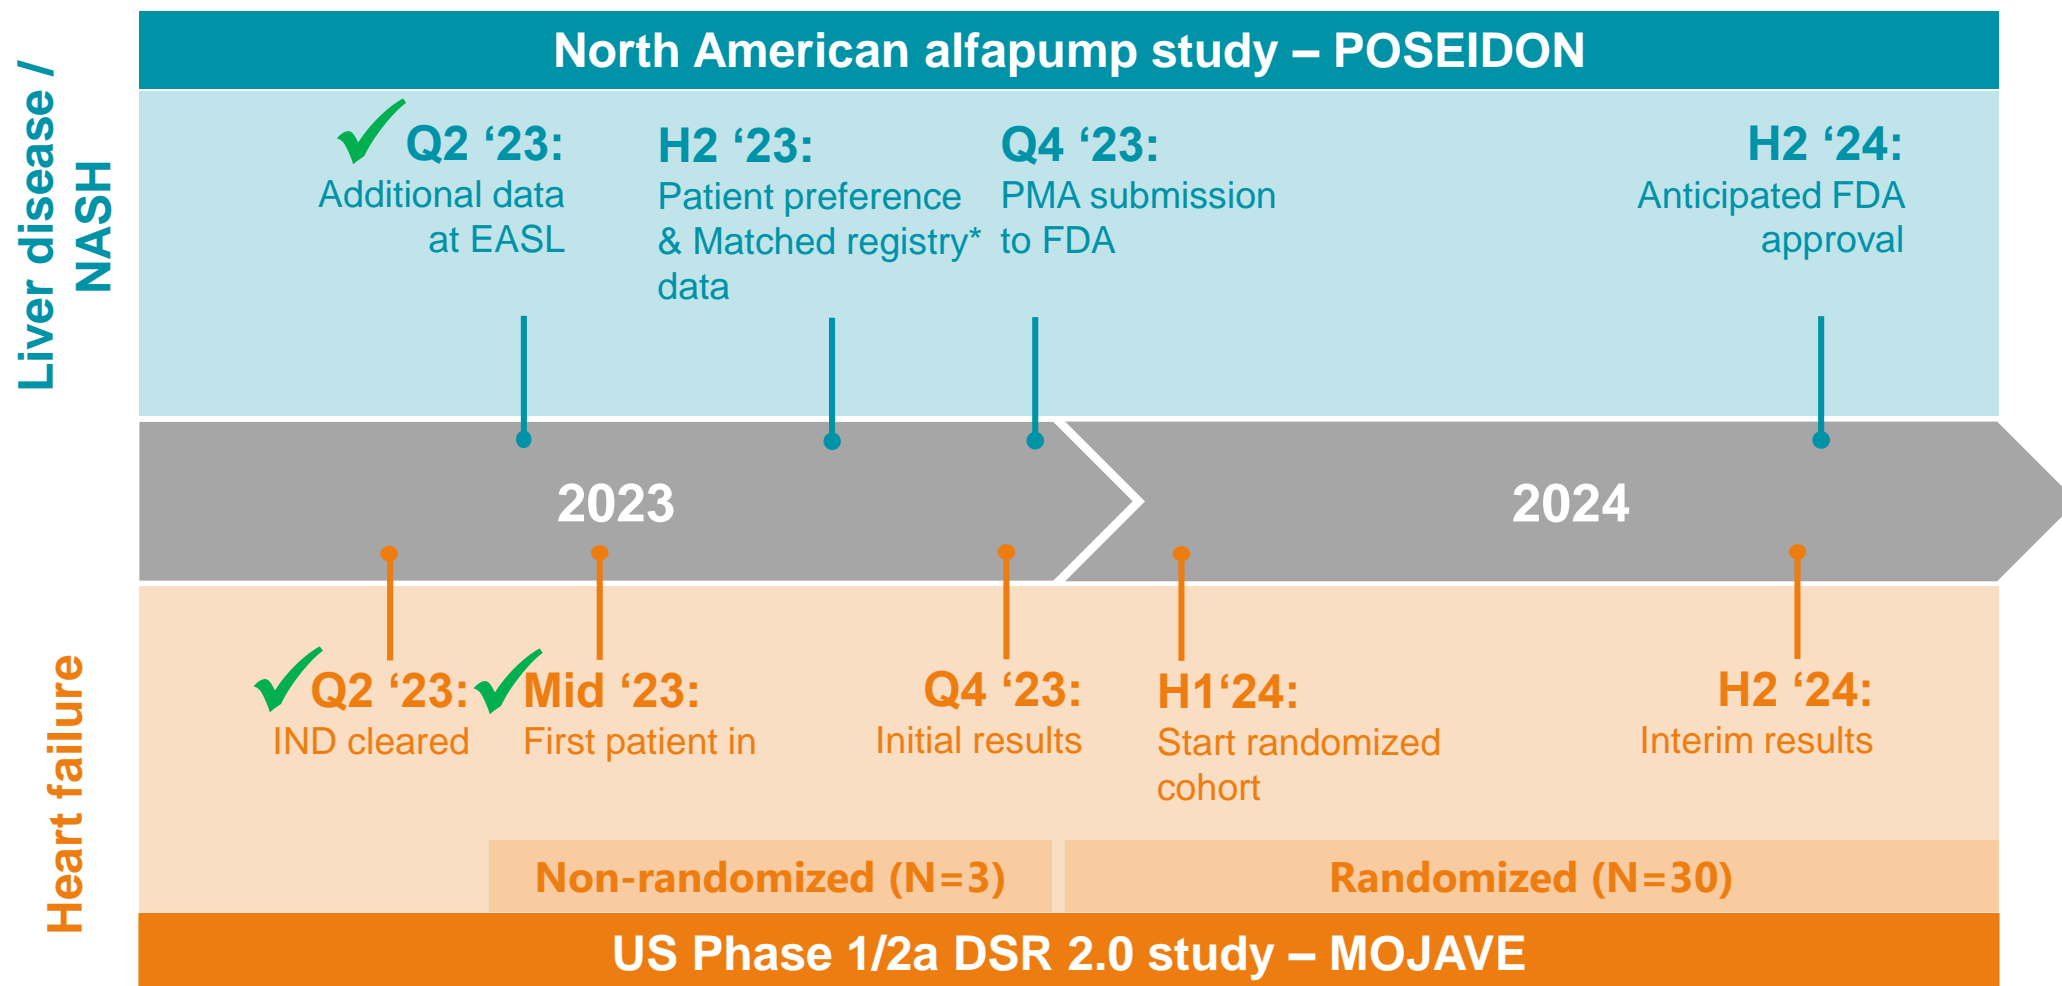 Liver disease /
NASH
North American alfapump study – POSEIDON
Q2 ‘23:
Additional data
at EASL
H2 ‘23:
Patient preference
& Matched registry*
data
Q4 ‘23:
PMA submission
to FDA
H2 ‘24:
Anticipated FDA
approval
2023
2024
Heart failure
Q2 ‘23:
IND cleared
Mid ‘23:
First patient in
Q4 ‘23:
Initial results
H1‘24:
Start randomized
cohort
H2 ‘24:
Interim results
Non-randomized (N=3)
Randomized (N=30)
US Phase 1/2a DSR 2.0 study – MOJAVE